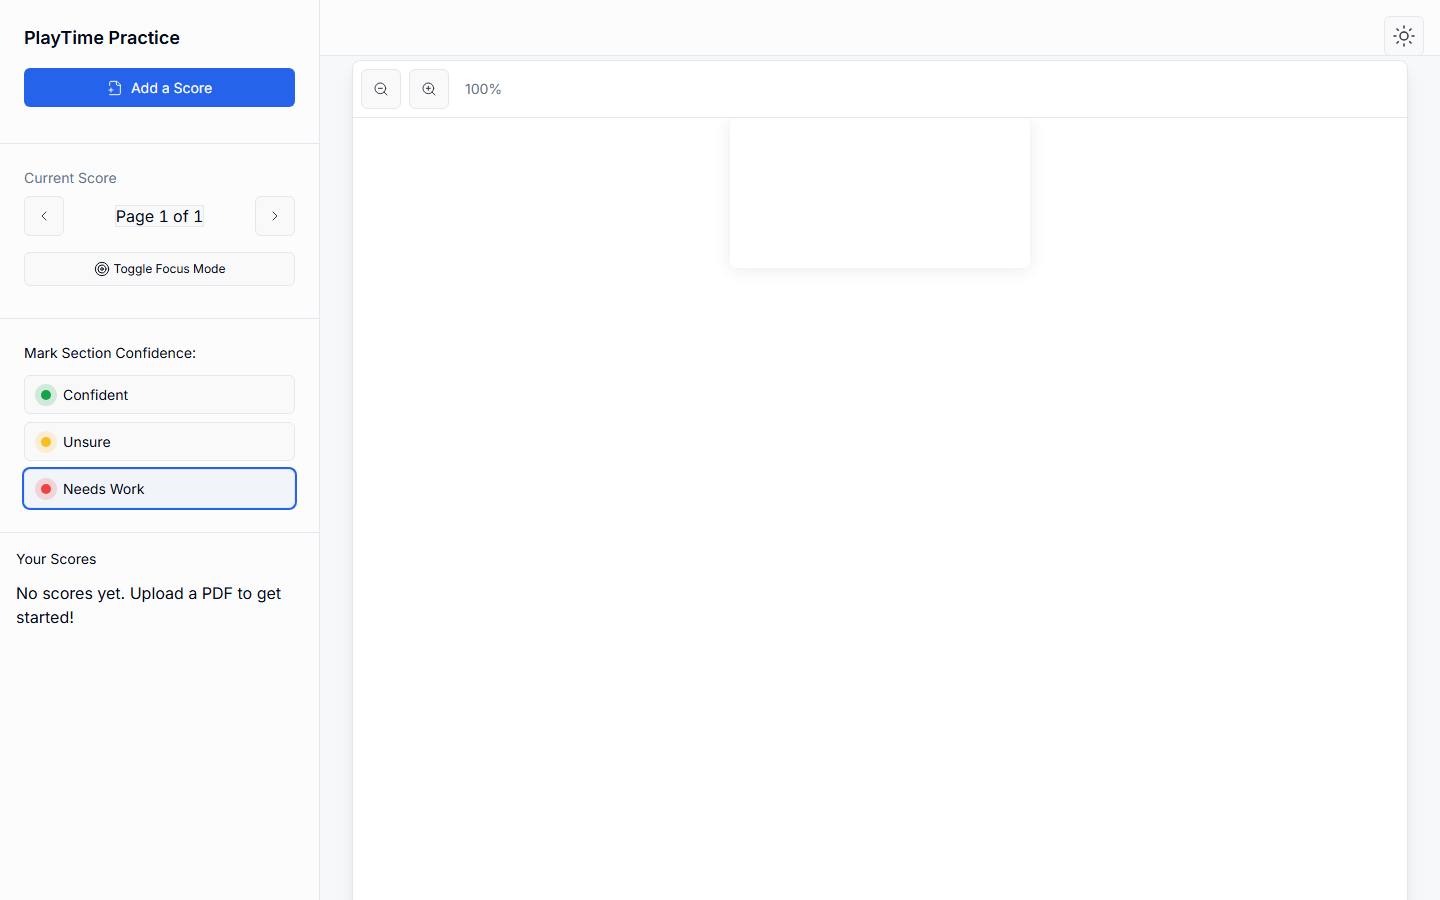 PlayTime Practice
Add a Score
Current Score
Page 1 of 1
Toggle Focus Mode
Mark Section Confidence:
Confident
Unsure
Needs Work
Your Scores
No scores yet. Upload a PDF to get
started!
100%